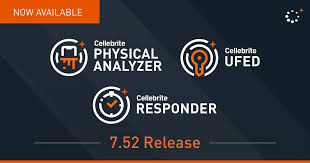 NOW AVAILABLE
Cellebrite
PHYSICAL
ANALYZER
Cellebrite
UFED
Cellebrite
RESPONDER
7.52 Release